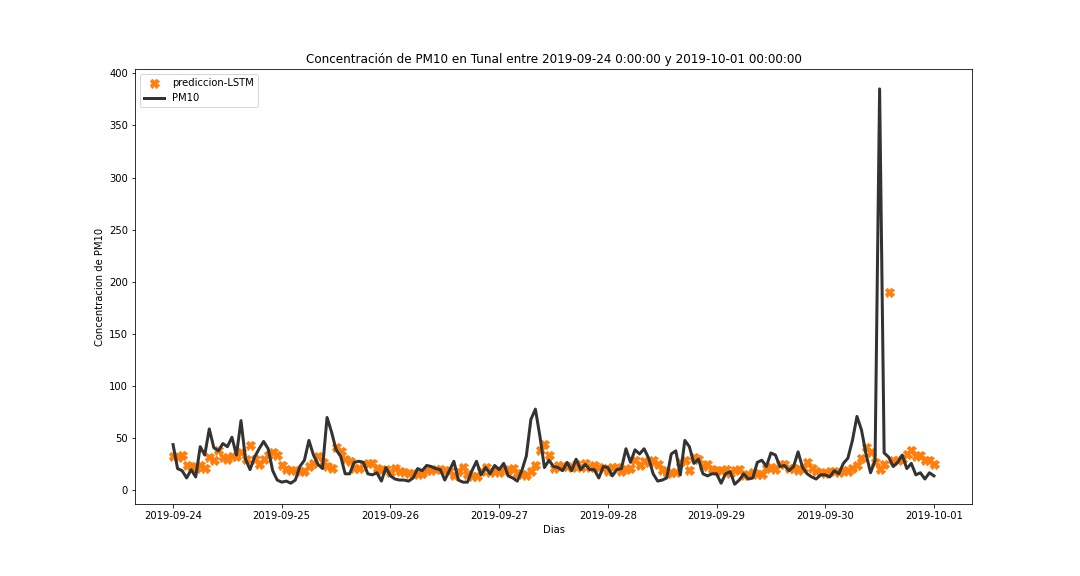 Concentración de PM10 en Tunal entre 2019-09-24 0:00:00 y 2019-10-01 00:00:00
400
350
300
250
200
150
100
50
0
prediccion-LSTM
PM10
Concentracion de PM10
2019-09-24 2019-09-25 2019-09-26 2019-09-27 2019-09-28 2019-09-29 2019-09-30 2019-10-01
Dias